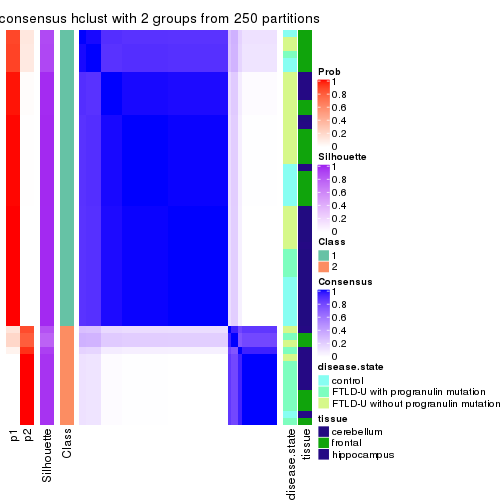 consensus hclust with 2 groups from 250 partitions
Prob
1
0.8
0.6
0.4
0.2
0
Silhouette
1
0.8
0.6
0.4
0.2
0
Class
1
2
Consensus
1
0.8
0.6
0.4
0.2
0
disease.state
control
FTLD-U with progranulin mutation
FTLD-U without progranulin mutation
tissue
cerebellum
frontal
hippocampus
p1
p2
Silhouette
Class
disease.state
tissue